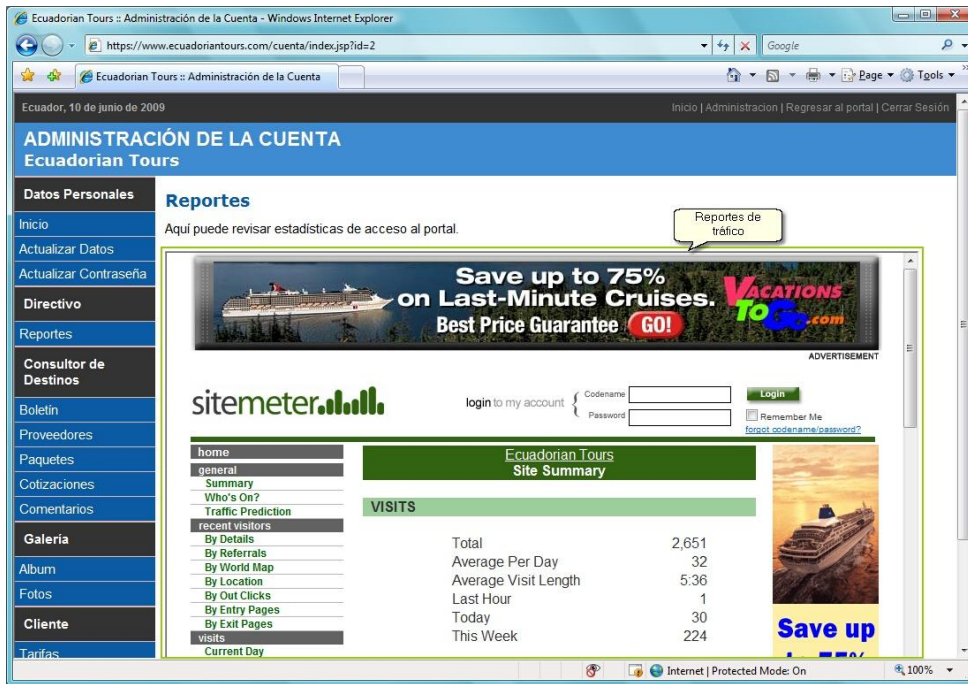 Ecuadorian Tours :: Administración de la Cuenta - Windows Internet Explorer
https://www.ecuadoriantours.com/cuenta/index.jsp?id=2
Google
Ecuadorian Tours :: Administración de la Cuenta
Page
Tools
Ecuador, 10 de junio de 2009
Inicio | Administracion | Regresar al portal | Cerrar Sesión
ADMINISTRACIÓN DE LA CUENTA
Ecuadorian Tours
Datos Personales
Inicio
Actualizar Datos
Actualizar Contraseña
Directivo
Reportes
Consultor de
Destinos
Boletín
Proveedores
Paquetes
Cotizaciones
Comentarios
Galería
Album
Fotos
Cliente
Tarifas
Reportes
Aquí puede revisar estadísticas de acceso al portal.
Reportes de
tráfico
Save up to 75%
on Last-Minute Cruises.
Best Price Guarantee GO!
VACATIONS
TO GO.com
ADVERTISEMENT
sitemeter
login to my account
Codename
Password
Login
Remember Me
forgot codename/password?
home
general
Summary
Who's On?
Traffic Prediction
recent visitors
By Details
By Referrals
By World Map
By Location
By Out Clicks
By Entry Pages
By Exit Pages
visits
Current Day
Ecuadorian Tours
Site Summary
VISITS
Total 2,651
Average Per Day 32
Average Visit Length 5:36
Last Hour 1
Today 30
This Week 224
Save up
to 75%
Internet | Protected Mode: On
100%